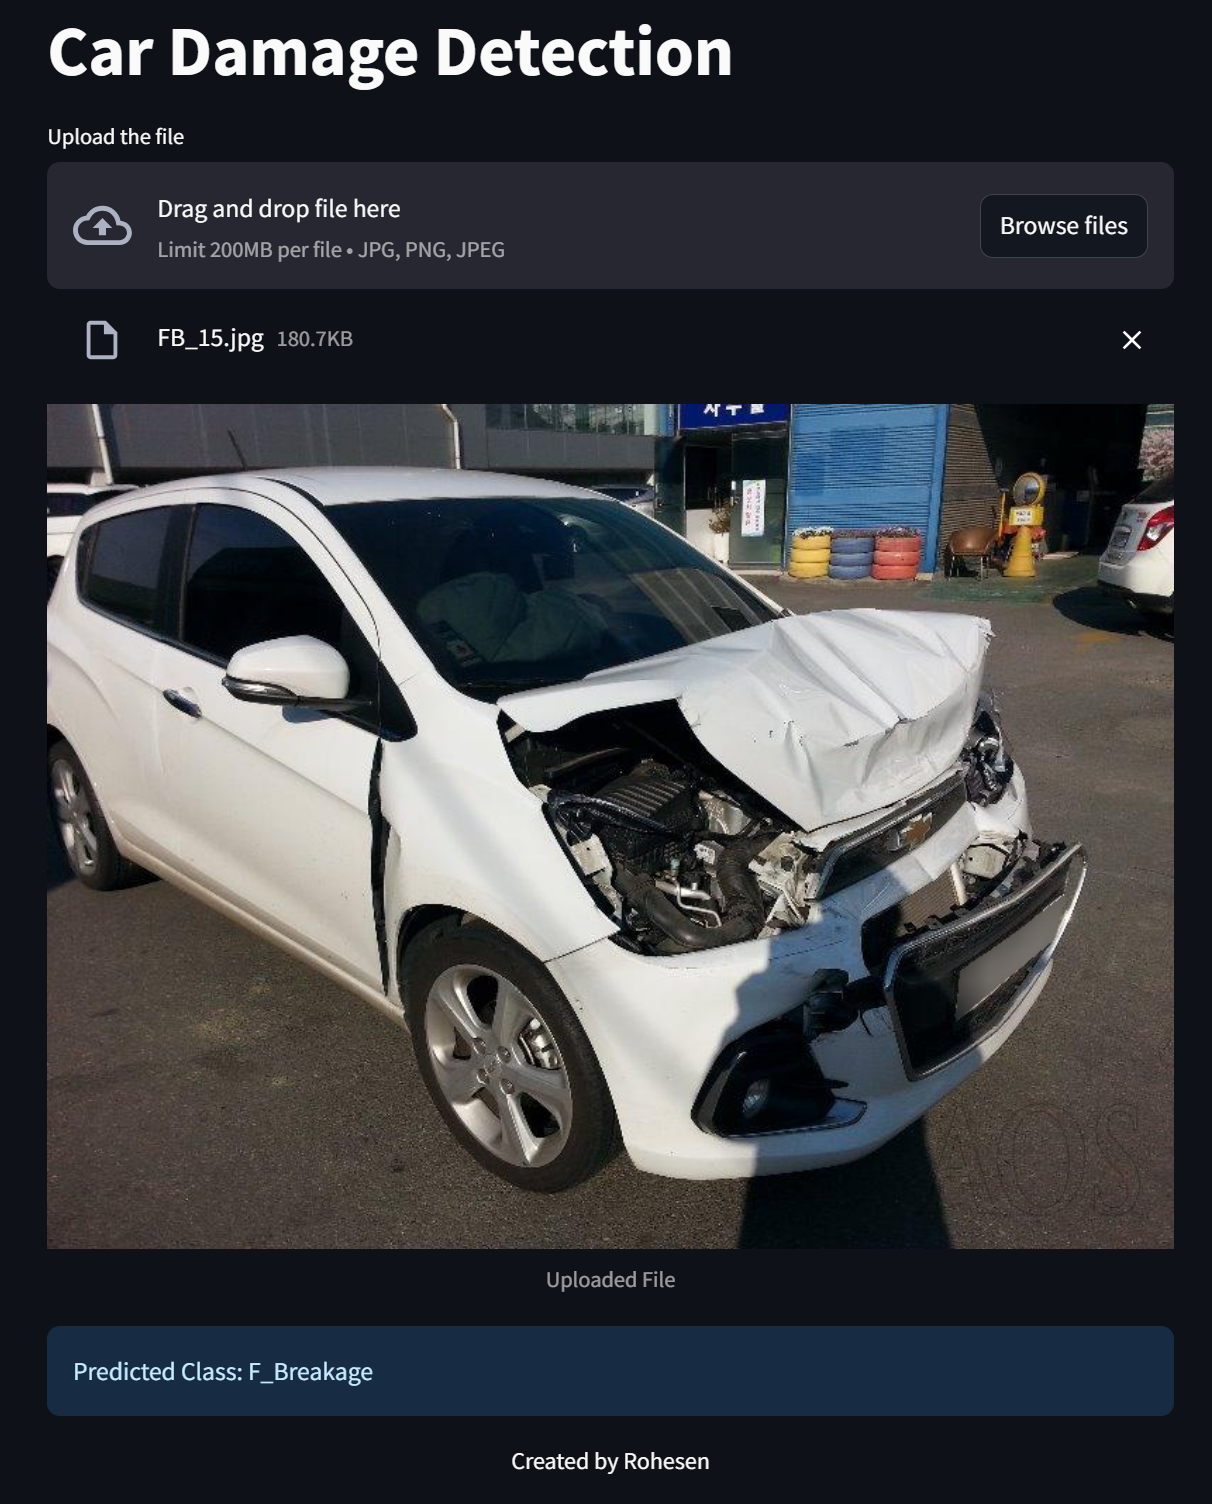 Car Damage Detection
Upload the file
Drag and drop file here
Limit 200MB per file • JPG, PNG, JPEG
Browse files
FB_15.jpg 180.7KB
OS
Uploaded File
Predicted Class: F_Breakage
Created by Rohesen